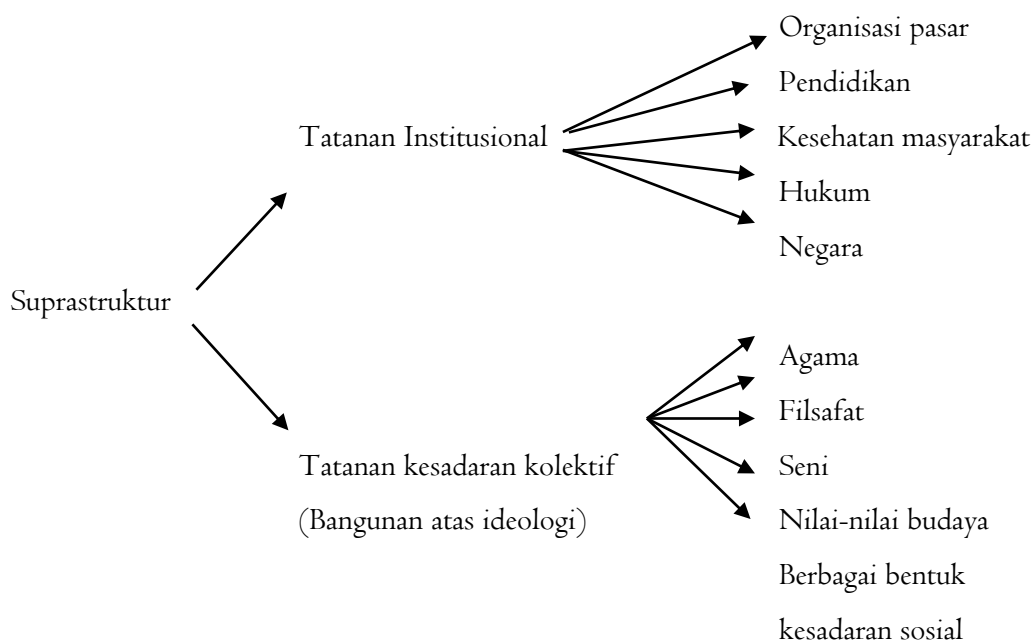 Organisasi pasar
Pendidikan
Tatanan Institusional
Kesehatan masyarakat
Hukum
Negara
Suprastruktur
Agama
Filsafat
Tatanan kesadaran kolektif
Seni
(Bangunan atas ideologi)
Nilai-nilai budaya
Berbagai bentuk
kesadaran sosial